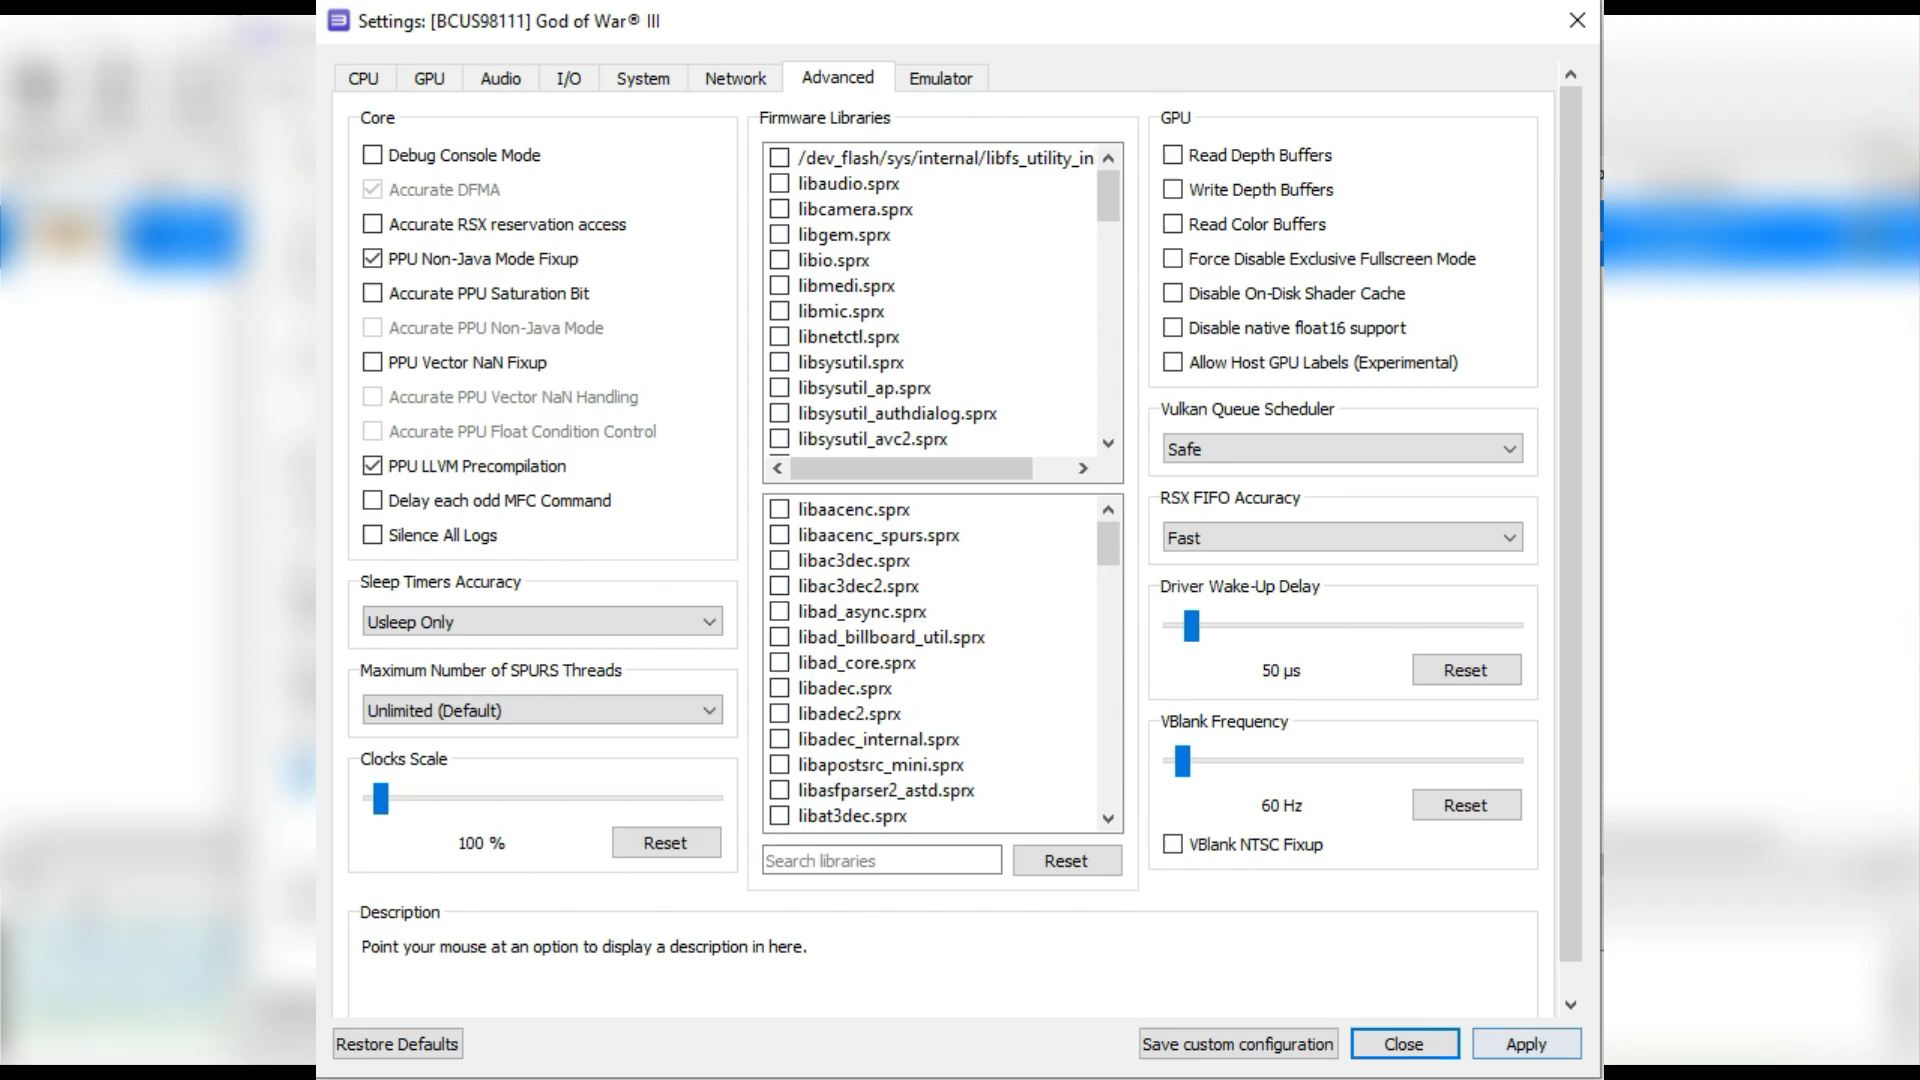 Settings: [BCUS98111] God of War® III
CPU
GPU
Audio
I/O
System
Network
Advanced
Emulator
Core
Debug Console Mode
Accurate DFMA
Accurate RSX reservation access
PPU Non-Java Mode Fixup
Accurate PPU Saturation Bit
Accurate PPU Non-Java Mode
PPU Vector NaN Fixup
Accurate PPU Vector NaN Handling
Accurate PPU Float Condition Control
PPU LLVM Precompilation
Delay each odd MFC Command
Silence All Logs
Sleep Timers Accuracy
Usleep Only
Maximum Number of SPURS Threads
Unlimited (Default)
Clocks Scale
100 %
Reset
Firmware Libraries
/dev_flash/sys/internal/libfs_utility_in
libaudio.sprx
libcamera.sprx
libgem.sprx
libio.sprx
libmedi.sprx
libmic.sprx
libnetctl.sprx
libsysutil.sprx
libsysutil_ap.sprx
libsysutil_authdialog.sprx
libsysutil_avc2.sprx
libaacenc.sprx
libaacenc_spurs.sprx
libac3dec.sprx
libac3dec2.sprx
libad_async.sprx
libad_billboard_util.sprx
libad_core.sprx
libadec.sprx
libadec2.sprx
libadec_internal.sprx
libapostsrc_mini.sprx
libasfparser2_astd.sprx
libat3dec.sprx
Search libraries
Reset
GPU
Read Depth Buffers
Write Depth Buffers
Read Color Buffers
Force Disable Exclusive Fullscreen Mode
Disable On-Disk Shader Cache
Disable native float16 support
Allow Host GPU Labels (Experimental)
Vulkan Queue Scheduler
Safe
RSX FIFO Accuracy
Fast
Driver Wake-Up Delay
50 µs
Reset
VBlank Frequency
60 Hz
Reset
VBlank NTSC Fixup
Description
Point your mouse at an option to display a description in here.
Restore Defaults
Save custom configuration
Close
Apply